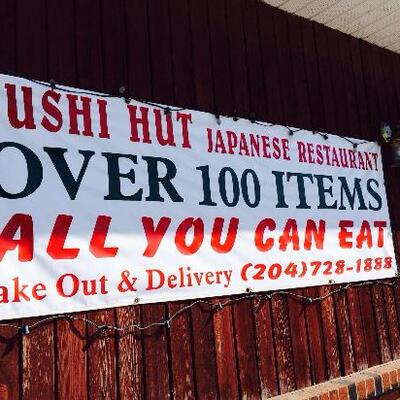 USHI HUT JAPANESE RESTAURANT
OVER 100 ITEMS
ALL YOU CAN EAT
ake Out & Delivery (204)728-1888